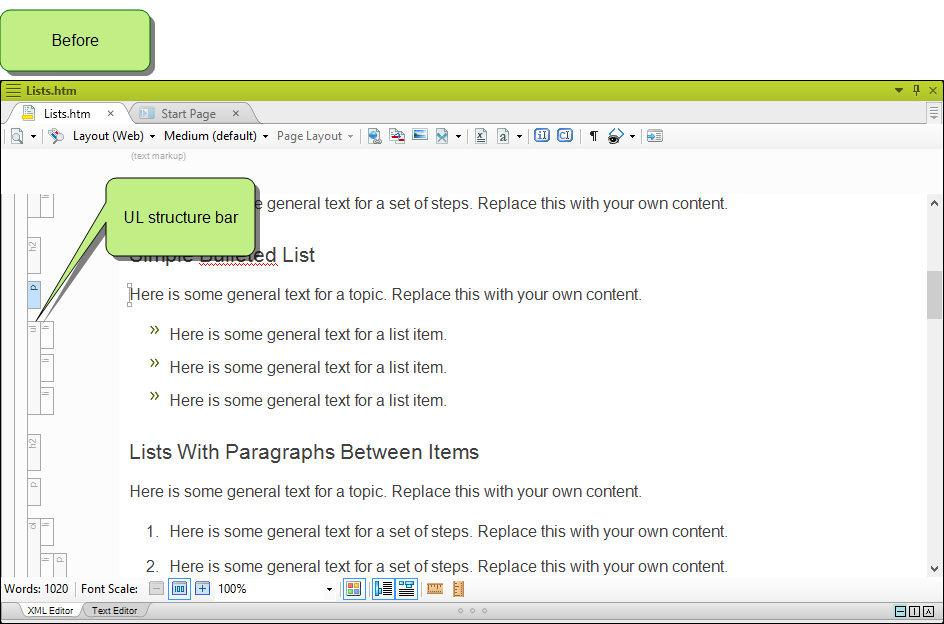 Before
Lists.htm
Lists.htm × Start Page ×
Layout (Web) Medium (default) Page Layout
(text markup)
UL structure bar
e general text for a set of steps. Replace this with your own content.
h2
Simple Bulleted List
p
Here is some general text for a topic. Replace this with your own content.
ul li
» Here is some general text for a list item.
li
» Here is some general text for a list item.
li
» Here is some general text for a list item.
h2
Lists With Paragraphs Between Items
p
Here is some general text for a topic. Replace this with your own content.
ol li
1. Here is some general text for a set of steps. Replace this with your own content.
li p
2. Here is some general text for a set of steps. Replace this with your own content.
Words: 1020 Font Scale: 100%
XML Editor Text Editor